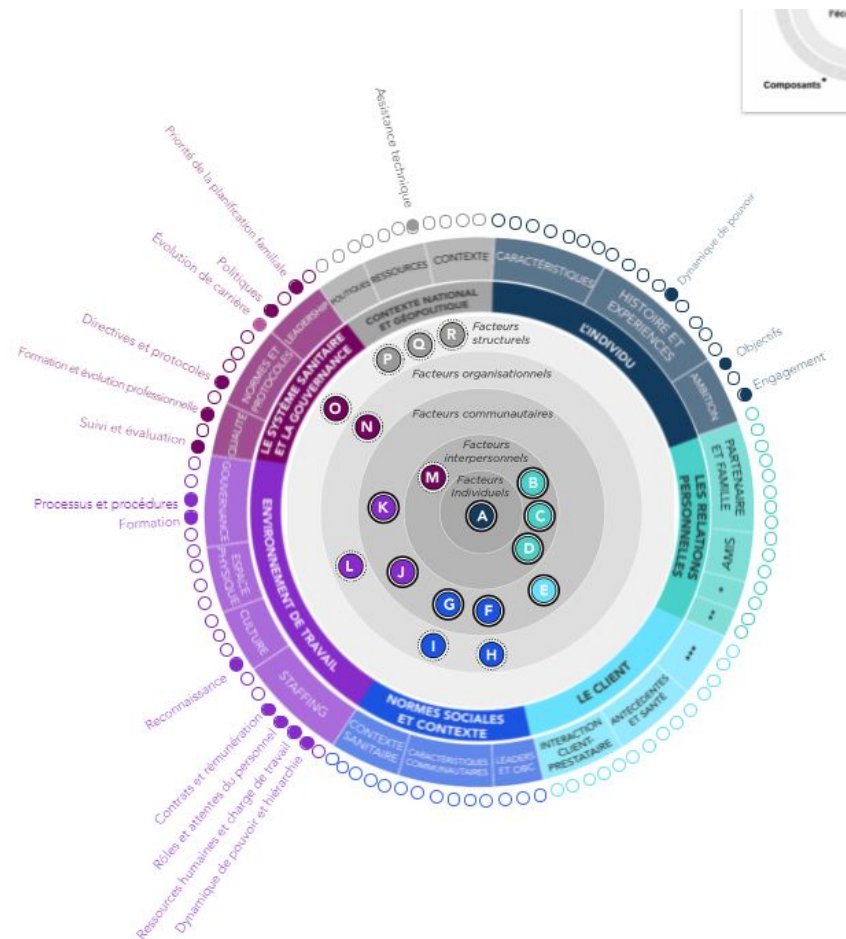 Composants*
Assistance technique
Priorité de la planification familiale
Politiques
Évolution de carrière
Directives et protocoles
Formation et évolution professionnelle
Suivi et évaluation
Processus et procédures
Formation
Reconnaissance
Contrats et rémunération
Rôles et attentes du personnel
Ressources humaines et charge de travail
Dynamique de pouvoir et hiérarchie
Dynamique de pouvoir
Objectifs
Engagement
CARACTÉRISTIQUES
HISTOIRE ET
EXPERIENCES
AMBITION
L'INDIVIDU
PARTENAIRE
ET FAMILLE
AMIS
*
**
LES RELATIONS
PERSONNELLES
***
ANTÉCÉDENTES
ET SANTÉ
INTERACTION
CLIENT-
PRESTATAIRE
LE CLIENT
LEADERS
ET OBC
CARACTÉRISTIQUES
COMMUNAUTAIRES
CONTEXTE
SANITAIRE
NORMES SOCIALES
ET CONTEXTE
STAFFING
CULTURE
ESPACE
PHYSIQUE
GOUVERNANCE
ENVIRONNEMENT DE TRAVAIL
QUALITÉ
NORMES ET
PROTOCOLES
LEADERSHIP
LE SYSTÈME SANITAIRE
ET LA GOUVERNANCE
POLITIQUES
RESSOURCES
CONTEXTE
CONTEXTE NATIONAL
ET GÉOPOLITIQUE
Facteurs
structurels
Facteurs organisationnels
Facteurs communautaires
Facteurs
interpersonnels
Facteurs
Individuels
R
Q
P
O
N
M
B
A
C
K
D
L
J
E
G
F
I
H